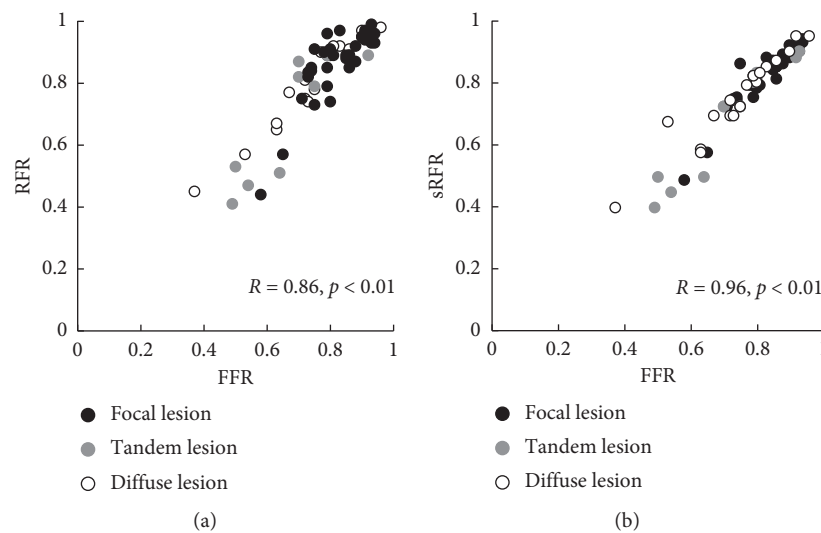 1
0.8
0.6
0.4
0.2
0
RFR
R = 0.86, p < 0.01
0 0.2 0.4 0.6 0.8 1
FFR
Focal lesion
Tandem lesion
Diffuse lesion
(a)
1
0.8
0.6
0.4
0.2
0
sRFR
R = 0.96, p < 0.01
0 0.2 0.4 0.6 0.8
FFR
Focal lesion
Tandem lesion
Diffuse lesion
(b)